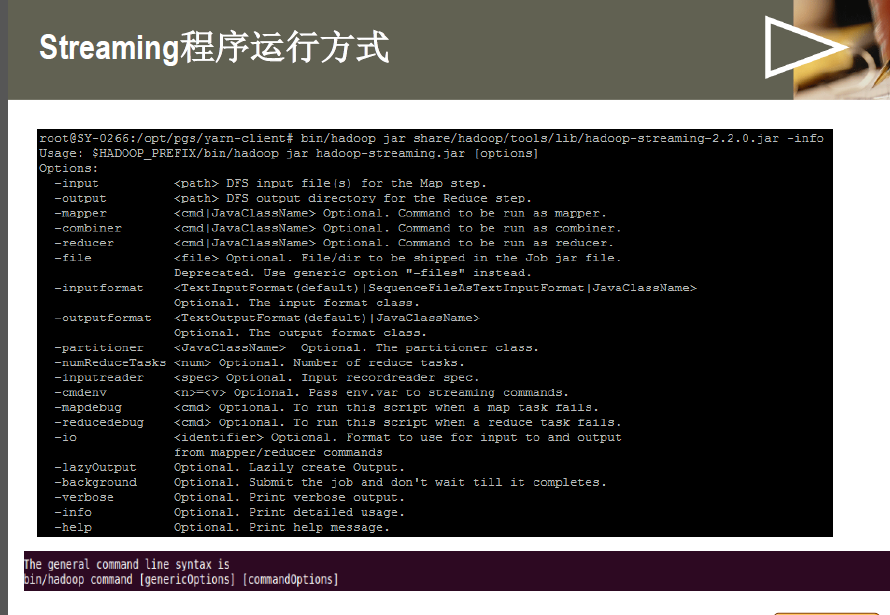 Streaming程序运行方式
root@SY-0266:/opt/pgs/yarn-client# bin/hadoop jar share/hadoop/tools/lib/hadoop-streaming-2.2.0.jar -info
Usage: $HADOOP_PREFIX/bin/hadoop jar hadoop-streaming.jar [options]
Options:
-input <path> DFS input file(s) for the Map step.
-output <path> DFS output directory for the Reduce step.
-mapper <cmd|JavaClassName> Optional. Command to be run as mapper.
-combiner <cmd|JavaClassName> Optional. Command to be run as combiner.
-reducer <cmd|JavaClassName> Optional. Command to be run as reducer.
-file <file> Optional. File/dir to be shipped in the Job jar file.
Deprecated. Use generic option "-files" instead.
-inputformat <TextInputFormat(default)|SequenceFileAsTextInputFormat|JavaClassName>
Optional. The input format class.
-outputformat <TextOutputFormat(default)|JavaClassName>
Optional. The output format class.
-partitioner <JavaClassName> Optional. The partitioner class.
-numReduceTasks <num> Optional. Number of reduce tasks.
-inputreader <spec> Optional. Input recordreader spec.
-cmdenv <n>=<v> Optional. Pass env.var to streaming commands.
-mapdebug <cmd> Optional. To run this script when a map task fails.
-reducedebug <cmd> Optional. To run this script when a reduce task fails.
-io <identifier> Optional. Format to use for input to and output
from mapper/reducer commands
-lazyOutput Optional. Lazily create Output.
-background Optional. Submit the job and don't wait till it completes.
-verbose Optional. Print verbose output.
-info Optional. Print detailed usage.
-help Optional. Print help message.
The general command line syntax is
bin/hadoop command [genericOptions] [commandOptions]